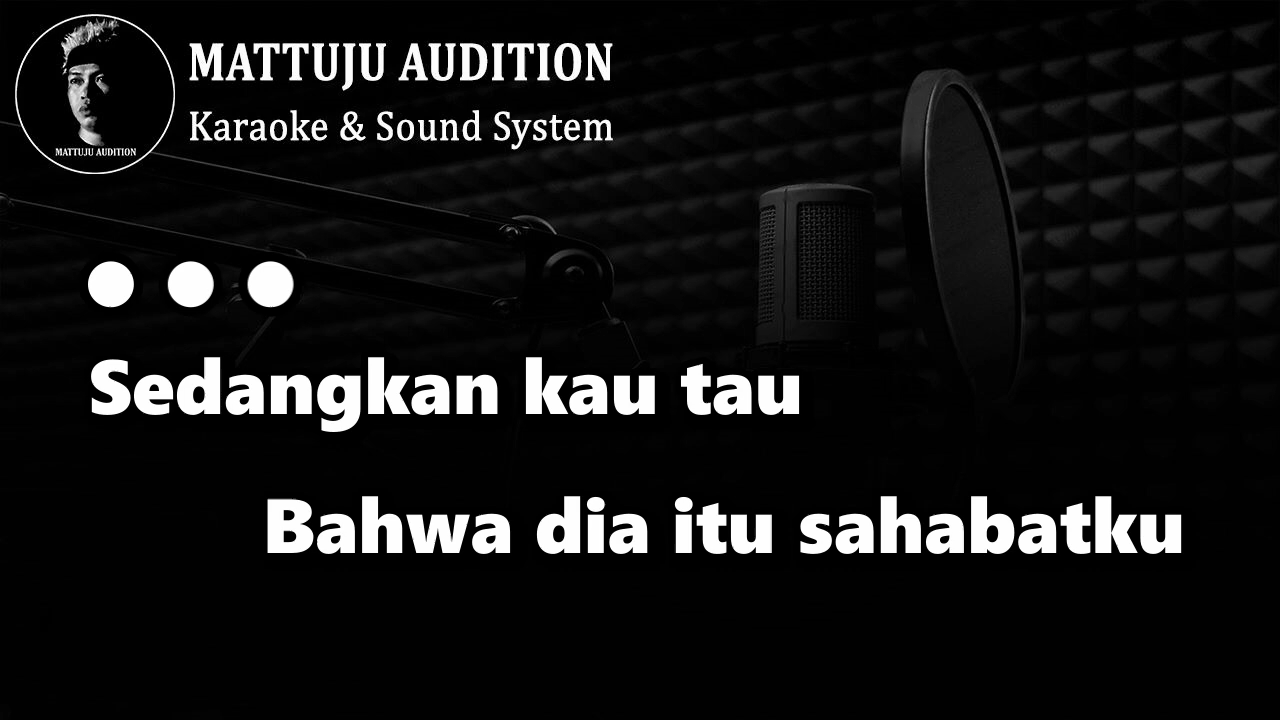 MATTUJU AUDITION
Karaoke & Sound System
MATTUJU AUDITION
Sedangkan kau tau
Bahwa dia itu sahabatku